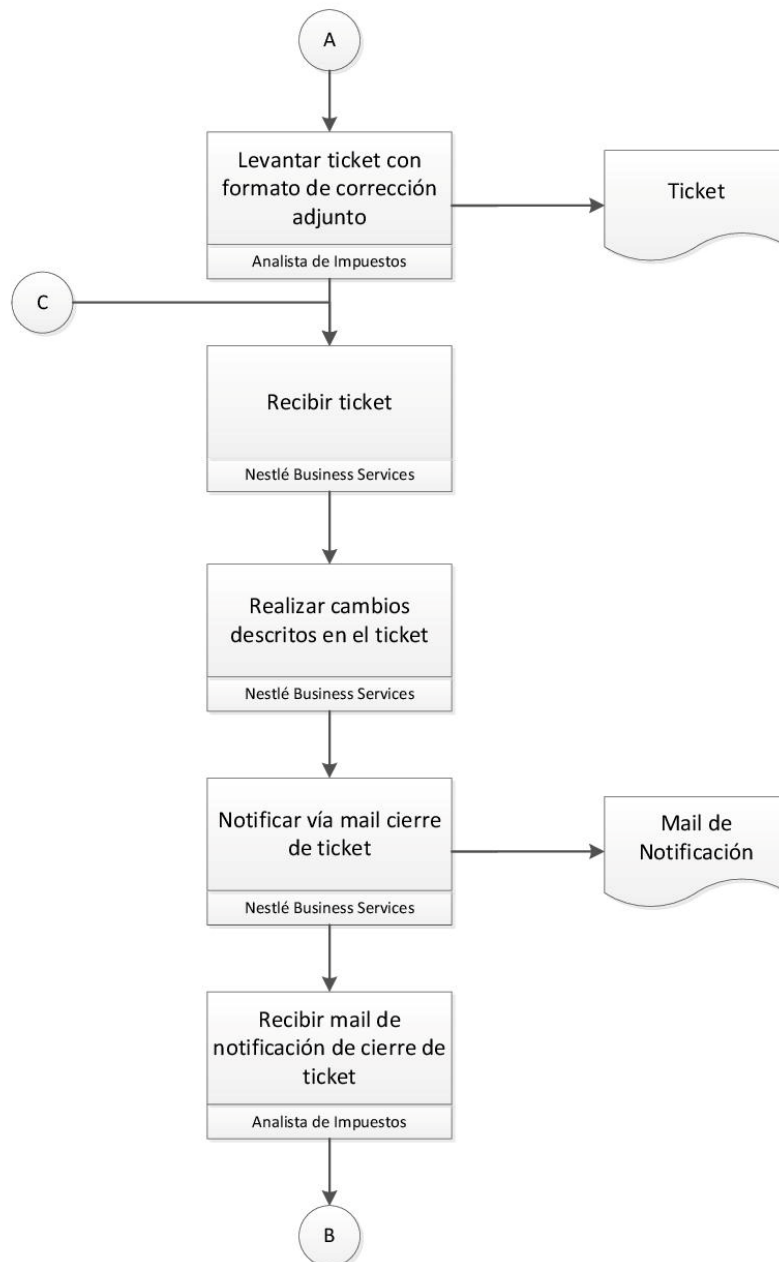 A
Levantar ticket con
formato de corrección
adjunto
Analista de Impuestos
Ticket
C
Recibir ticket
Nestlé Business Services
Realizar cambios
descritos en el ticket
Nestlé Business Services
Notificar vía mail cierre
de ticket
Nestlé Business Services
Mail de
Notificación
Recibir mail de
notificación de cierre de
ticket
Analista de Impuestos
B